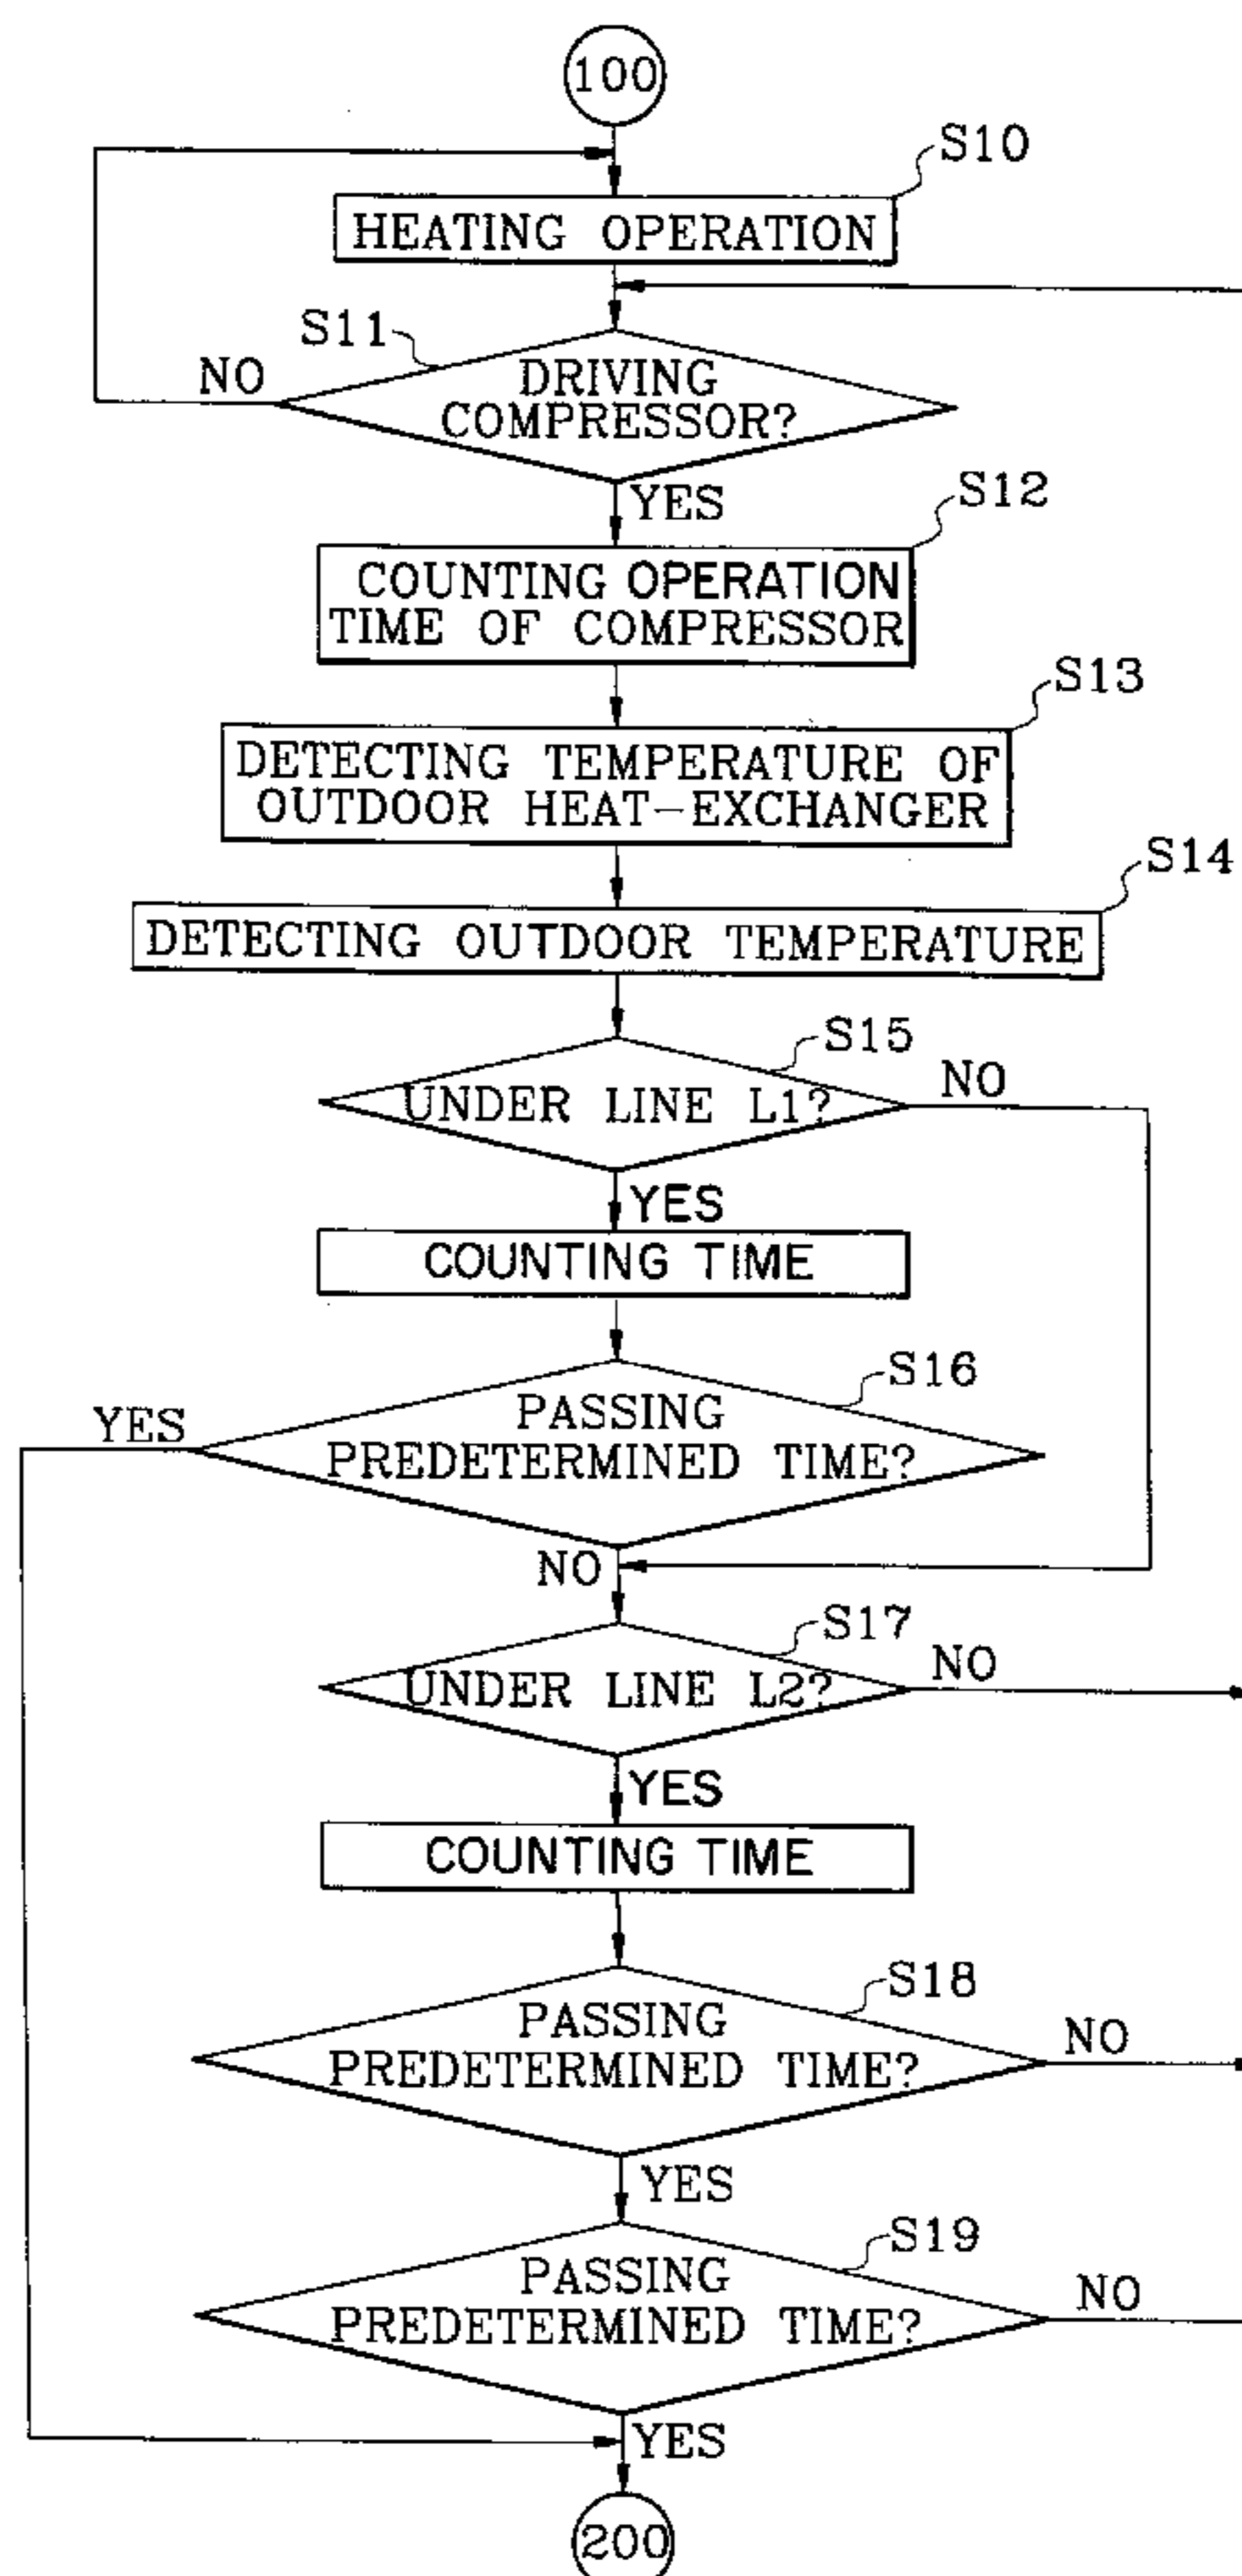 100
S10
HEATING OPERATION
S11
NO
DRIVING
COMPRESSOR?
YES
S12
COUNTING OPERATION
TIME OF COMPRESSOR
S13
DETECTING TEMPERATURE OF
OUTDOOR HEAT-EXCHANGER
S14
DETECTING OUTDOOR TEMPERATURE
S15
NO
UNDER LINE L1?
YES
COUNTING TIME
S16
YES
PASSING
PREDETERMINED TIME?
NO
S17
NO
UNDER LINE L2?
YES
COUNTING TIME
S18
PASSING
PREDETERMINED TIME?
NO
YES
S19
PASSING
PREDETERMINED TIME?
NO
YES
200